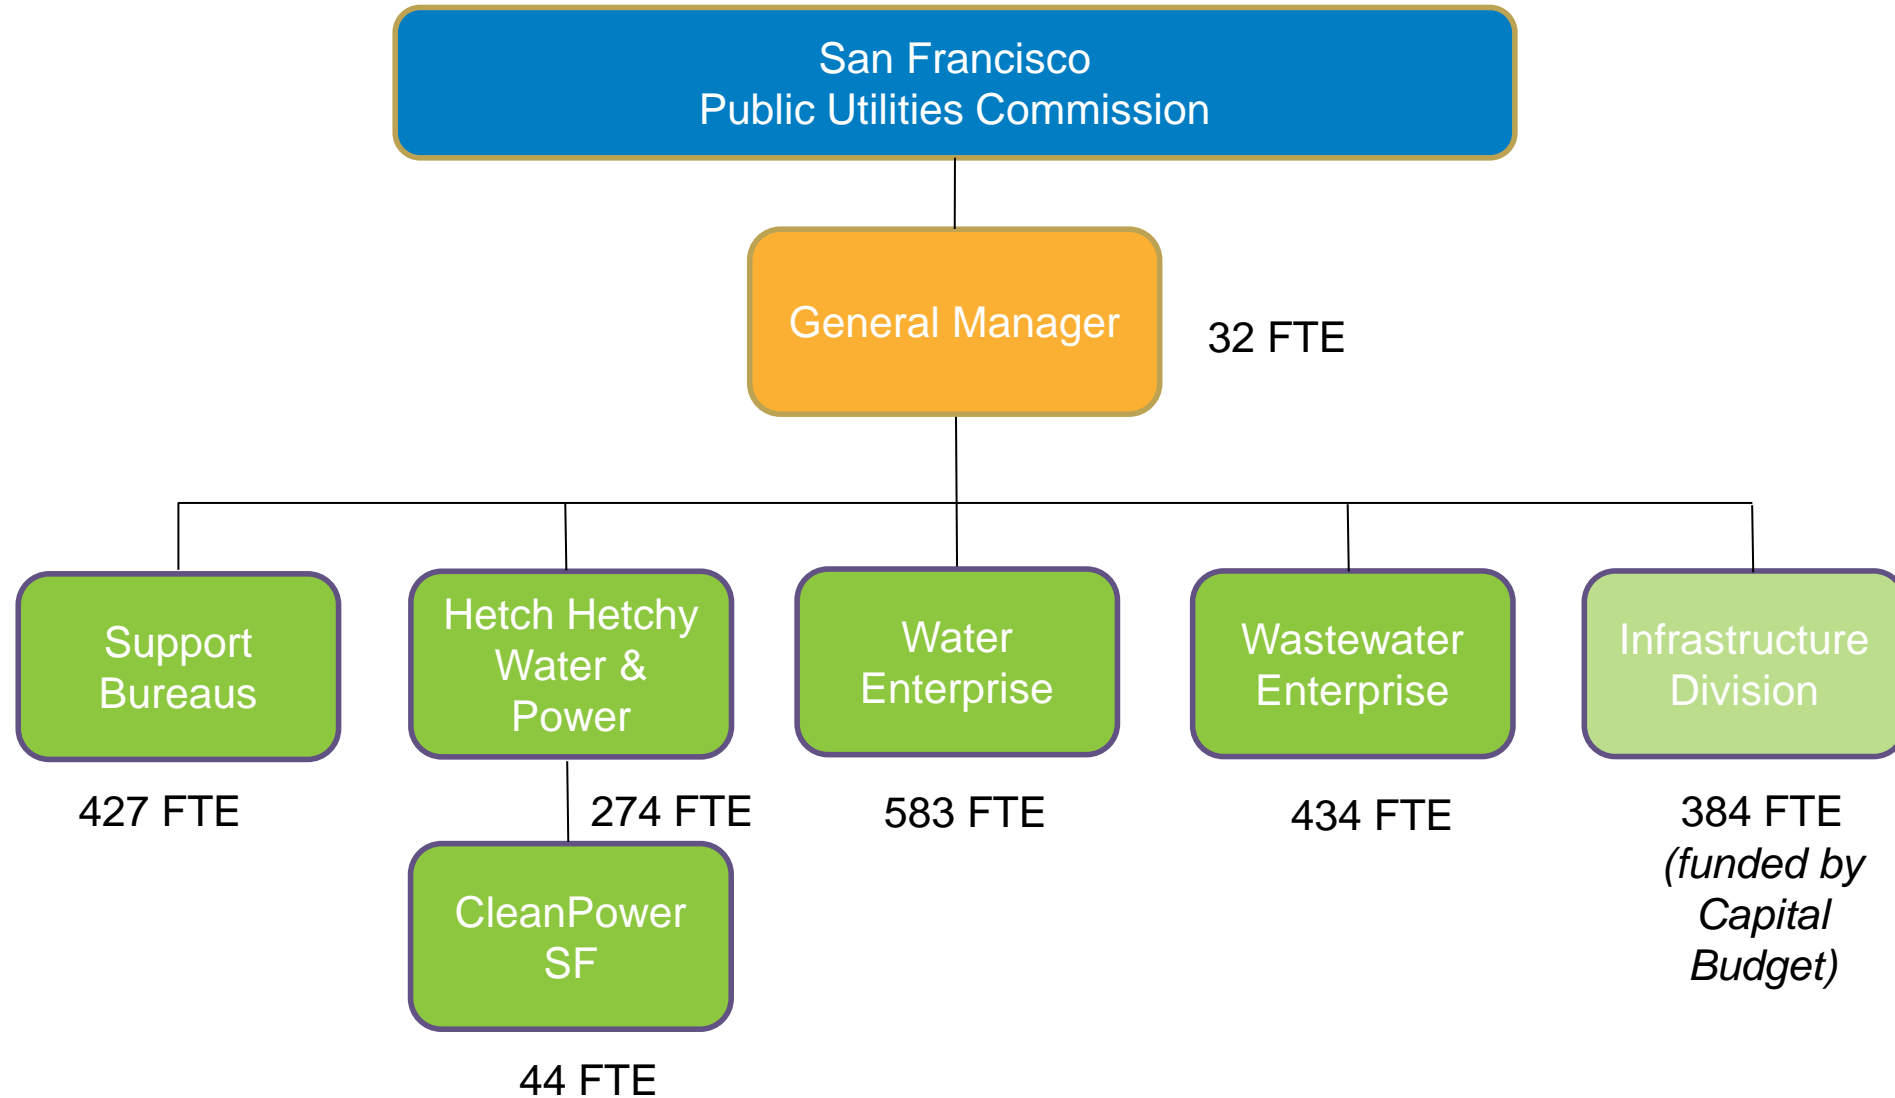 San Francisco
Public Utilities Commission
General Manager
32 FTE
Support
Bureaus
427 FTE
Hetch Hetchy
Water &
Power
274 FTE
CleanPower
SF
44 FTE
Water
Enterprise
583 FTE
Wastewater
Enterprise
434 FTE
Infrastructure
Division
384 FTE
(funded by
Capital
Budget)